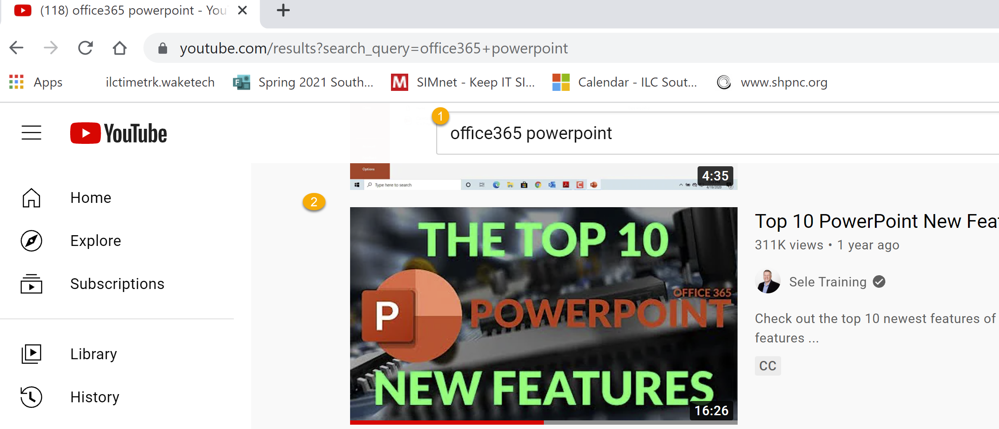 (118) office365 powerpoint - You
youtube.com/results?search_query=office365+powerpoint
Apps
ilctimetrk.waketech
Spring 2021 South...
SIMnet - Keep IT SI...
Calendar - ILC Sout...
www.shpnc.org
YouTube
1
office365 powerpoint
Options
4:35
Type here to search
4/19/2020
2
Home
Explore
Subscriptions
Library
History
THE TOP 10
P
OFFICE 365
POWERPOINT
NEW FEATURES
16:26
Top 10 PowerPoint New Fea
311K views • 1 year ago
Sele Training
Check out the top 10 newest features of
features ...
CC